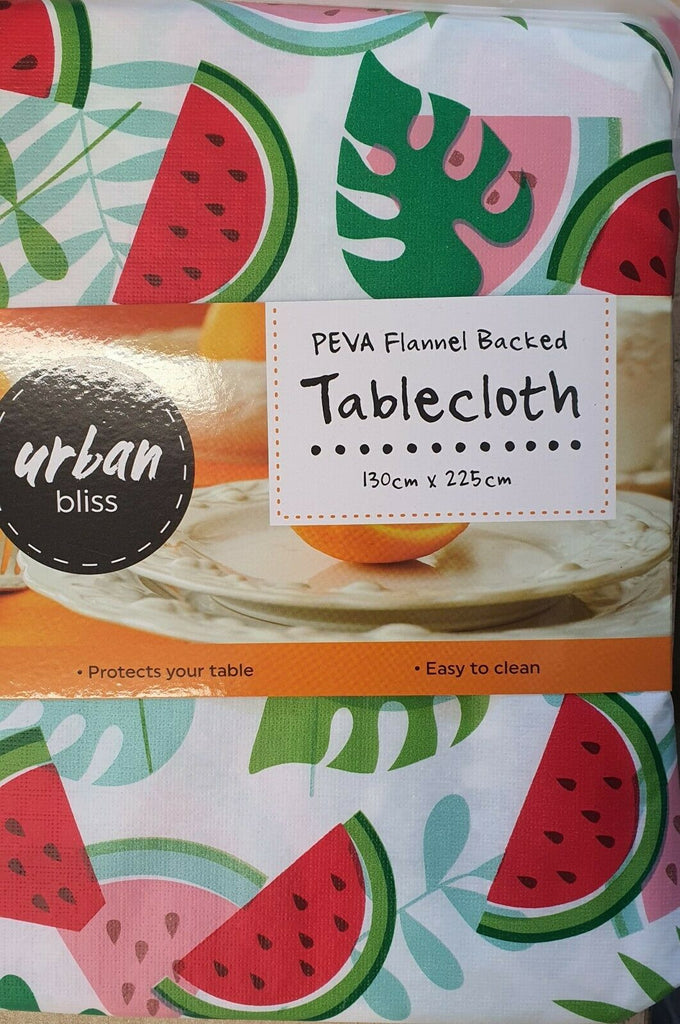 PEVA Flannel Backed
Tablecloth
130cm x 225cm
urban
bliss
• Protects your table
• Easy to clean